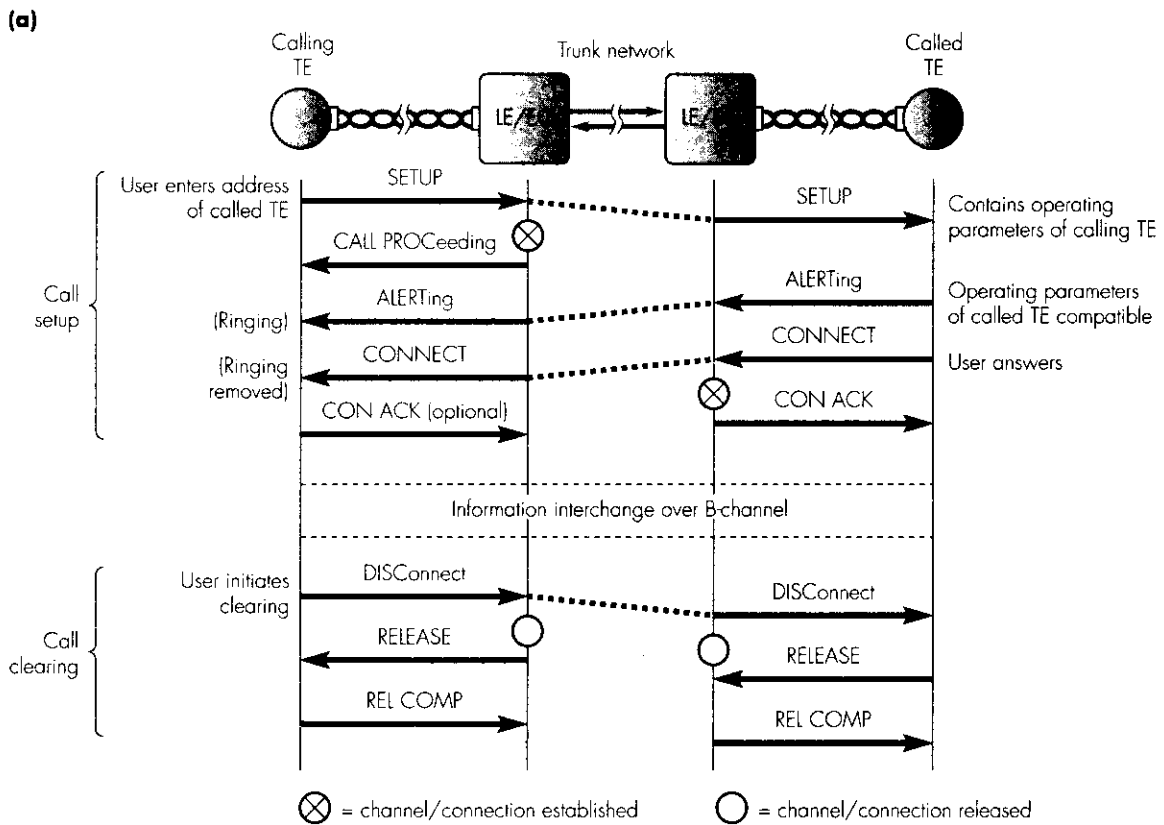 (a)
Calling
TE
Trunk network
Called
TE
LE/
LE/
User enters address
of called TE
SETUP
SETUP
Contains operating
parameters of calling TE
CALL PROCeeding
Call
setup
ALERTing
ALERTing
(Ringing)
Operating parameters
of called TE compatible
CONNECT
CONNECT
(Ringing
removed)
User answers
CON ACK (optional)
CON ACK
Information interchange over B-channel
User initiates
clearing
DISConnect
DISConnect
Call
clearing
RELEASE
RELEASE
REL COMP
REL COMP
= channel/connection established
= channel/connection released